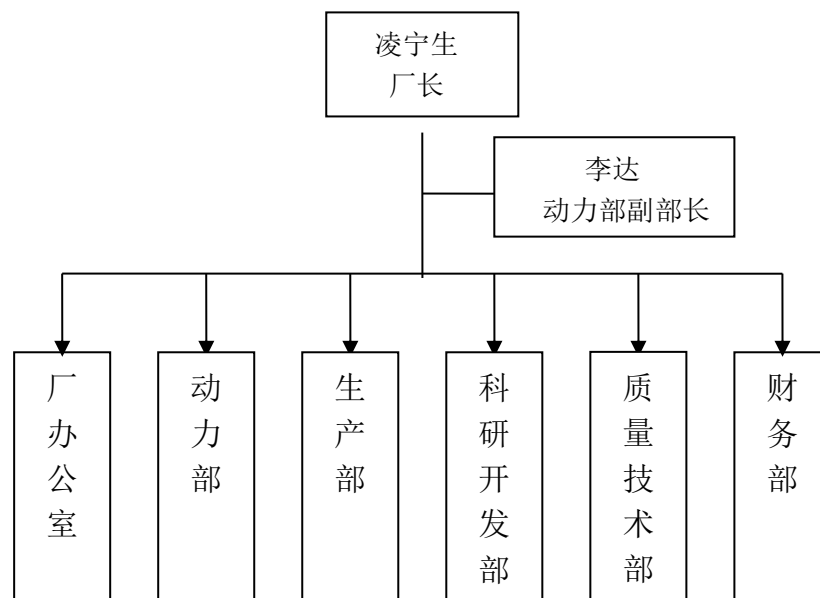 凌宁生
厂长
李达
动力部副部长
厂办公室
动力部
生产部
科研开发部
质量技术部
财务部